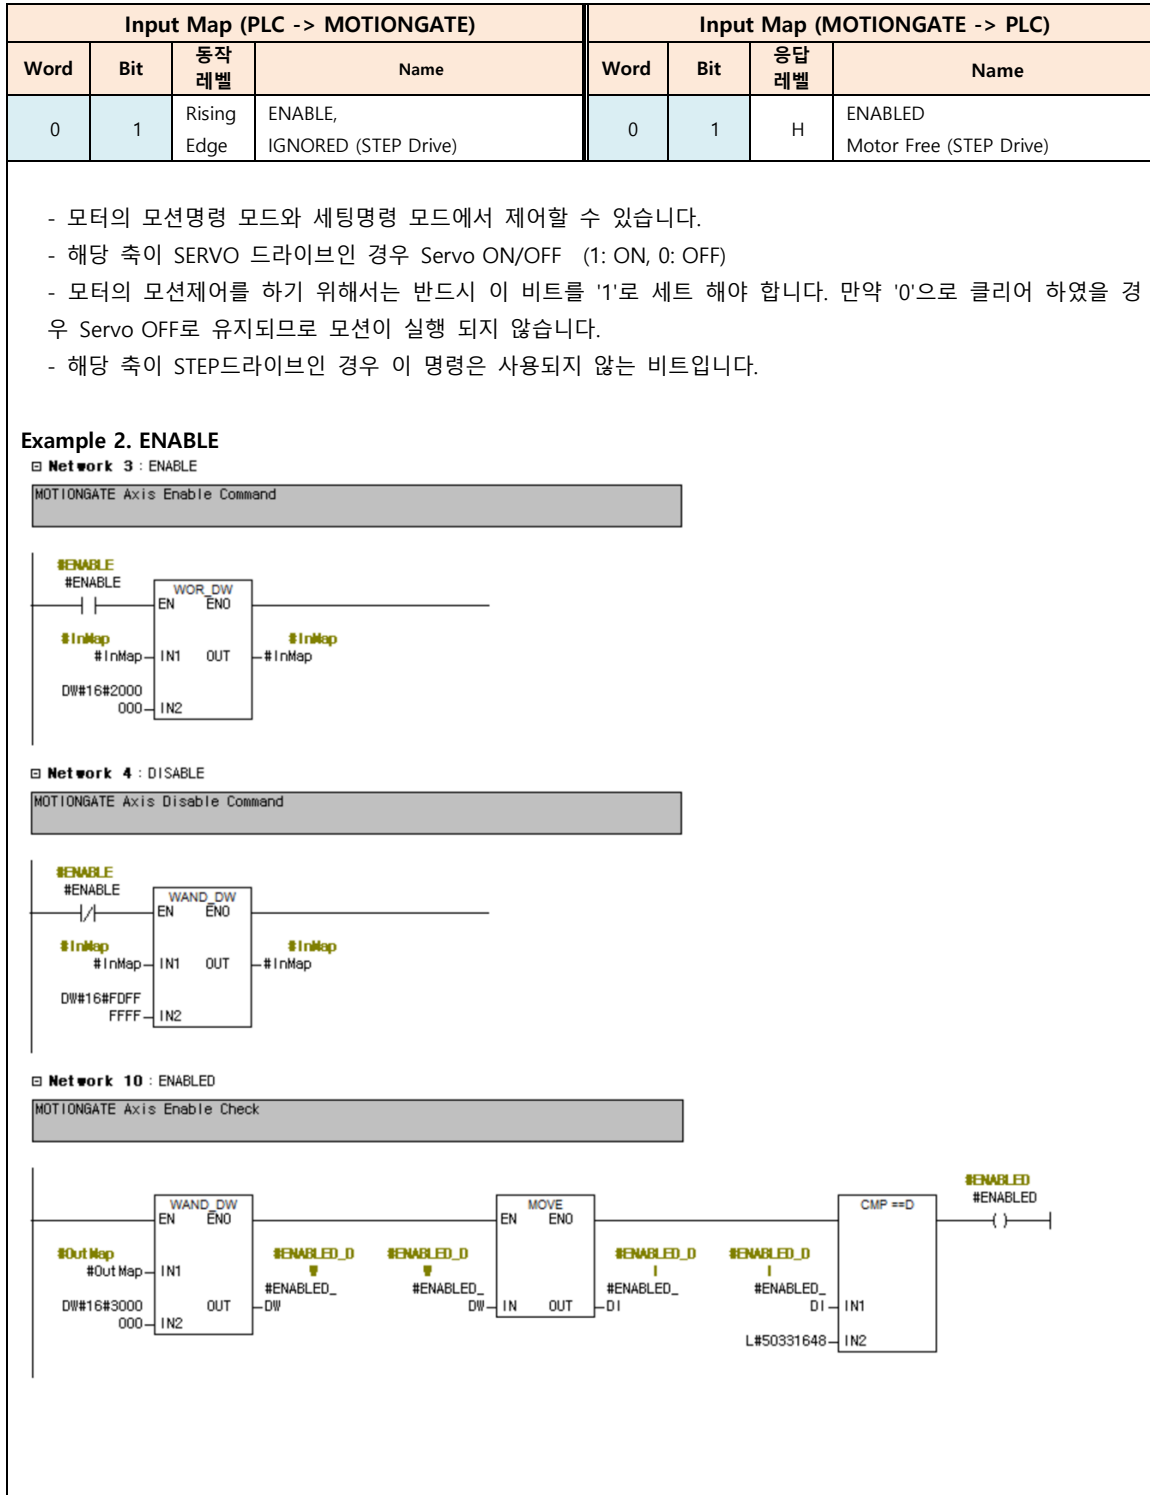 Input Map (PLC -> MOTIONGATE) Input Map (MOTIONGATE -> PLC)
Word Bit 동작 레벨 Name Word Bit 응답 레벨 Name
0 1 Rising Edge ENABLE, IGNORED (STEP Drive) 0 1 H ENABLED Motor Free (STEP Drive)
- 모터의 모션명령 모드와 세팅명령 모드에서 제어할 수 있습니다.
- 해당 축이 SERVO 드라이브인 경우 Servo ON/OFF (1: ON, 0: OFF)
- 모터의 모션제어를 하기 위해서는 반드시 이 비트를 '1'로 세트 해야 합니다. 만약 '0'으로 클리어 하였을 경
우 Servo OFF로 유지되므로 모션이 실행 되지 않습니다.
- 해당 축이 STEP드라이브인 경우 이 명령은 사용되지 않는 비트입니다.
Example 2. ENABLE
Network 3 : ENABLE
MOTIONGATE Axis Enable Command
#ENABLE
#ENABLE
WOR_DW
EN ENO
#InMap #InMap
#InMap IN1 OUT #InMap
DW#16#2000
000 IN2
Network 4 : DISABLE
MOTIONGATE Axis Disable Command
#ENABLE
#ENABLE
WAND_DW
EN ENO
#InMap #InMap
#InMap IN1 OUT #InMap
DW#16#FDFF
FFFF IN2
Network 10 : ENABLED
MOTIONGATE Axis Enable Check
#ENABLED
WAND_DW MOVE CMP ==D #ENABLED
EN ENO EN ENO
#OutMap #ENABLED_D #ENABLED_D #ENABLED_D #ENABLED_D
W W I I
#OutMap IN1 #ENABLED_ #ENABLED_ #ENABLED_ #ENABLED_
DW#16#3000 OUT DW DW IN OUT DI DI IN1
000 IN2
L#50331648 IN2